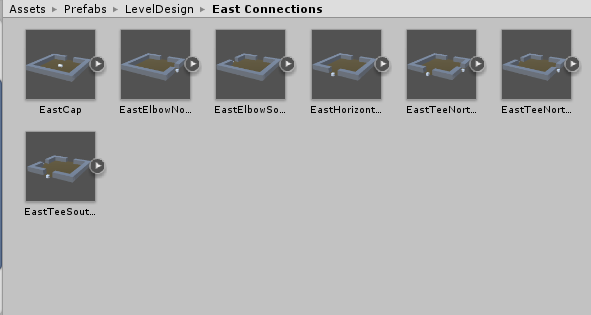 Assets ▸ Prefabs ▸ LevelDesign ▸ East Connections
EastCap EastElbowNo... EastElbowSo... EastHorizont... EastTeeNort... EastTeeNort...
EastTeeSout...